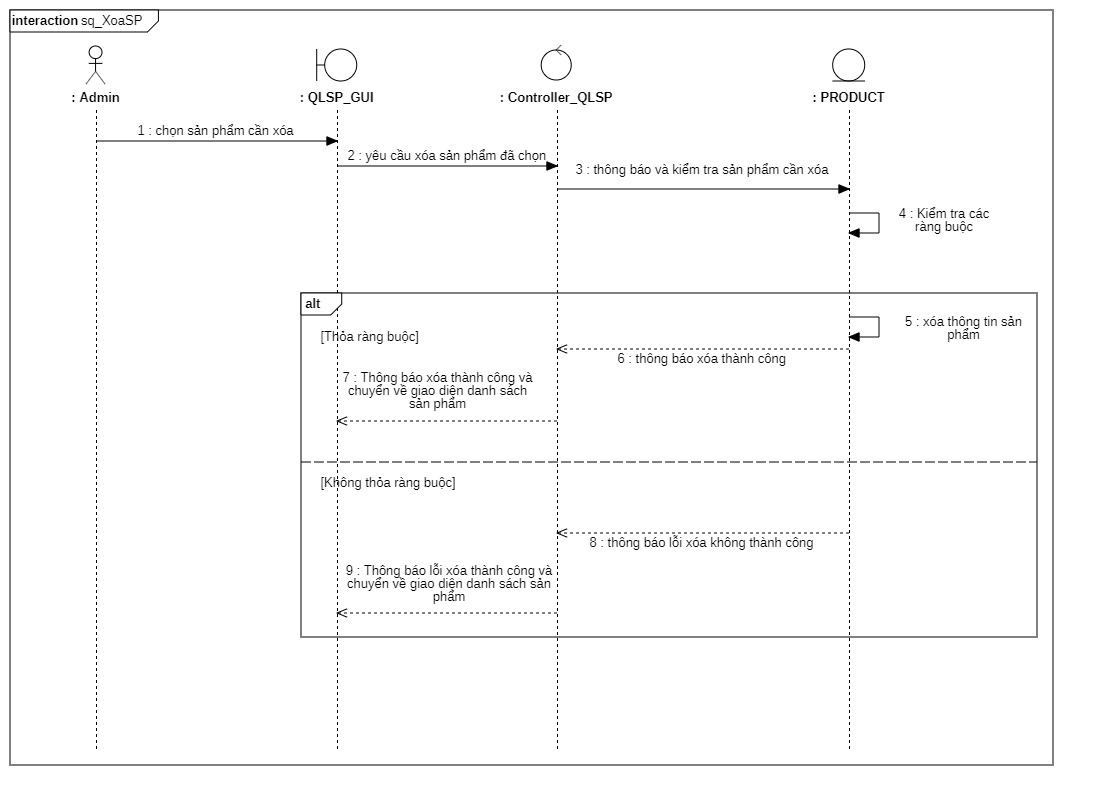 interaction sq_XoaSP
: Admin
: QLSP_GUI
: Controller_QLSP
: PRODUCT
1 : chọn sản phẩm cần xóa
2 : yêu cầu xóa sản phẩm đã chọn
3 : thông báo và kiểm tra sản phẩm cần xóa
4 : Kiểm tra các
ràng buộc
alt
[Thỏa ràng buộc]
5 : xóa thông tin sản
phẩm
6 : thông báo xóa thành công
7 : Thông báo xóa thành công và
chuyển về giao diện danh sách
sản phẩm
[Không thỏa ràng buộc]
8 : thông báo lỗi xóa không thành công
9 : Thông báo lỗi xóa thành công và
chuyển về giao diện danh sách sản
phẩm